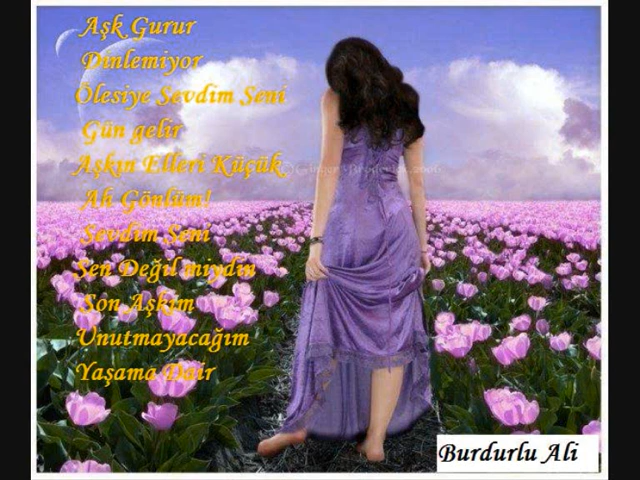 Aşk Gurur
Dinlemiyor
Ölesiye Sevdim Seni
Gün gelir
Aşkın Elleri Küçük
Ah Gönlüm!
Sevdim Seni
Sen Değil miydin
Son Aşkım
Unutmayacağım
Yaşama Dair
Burdurlu Ali